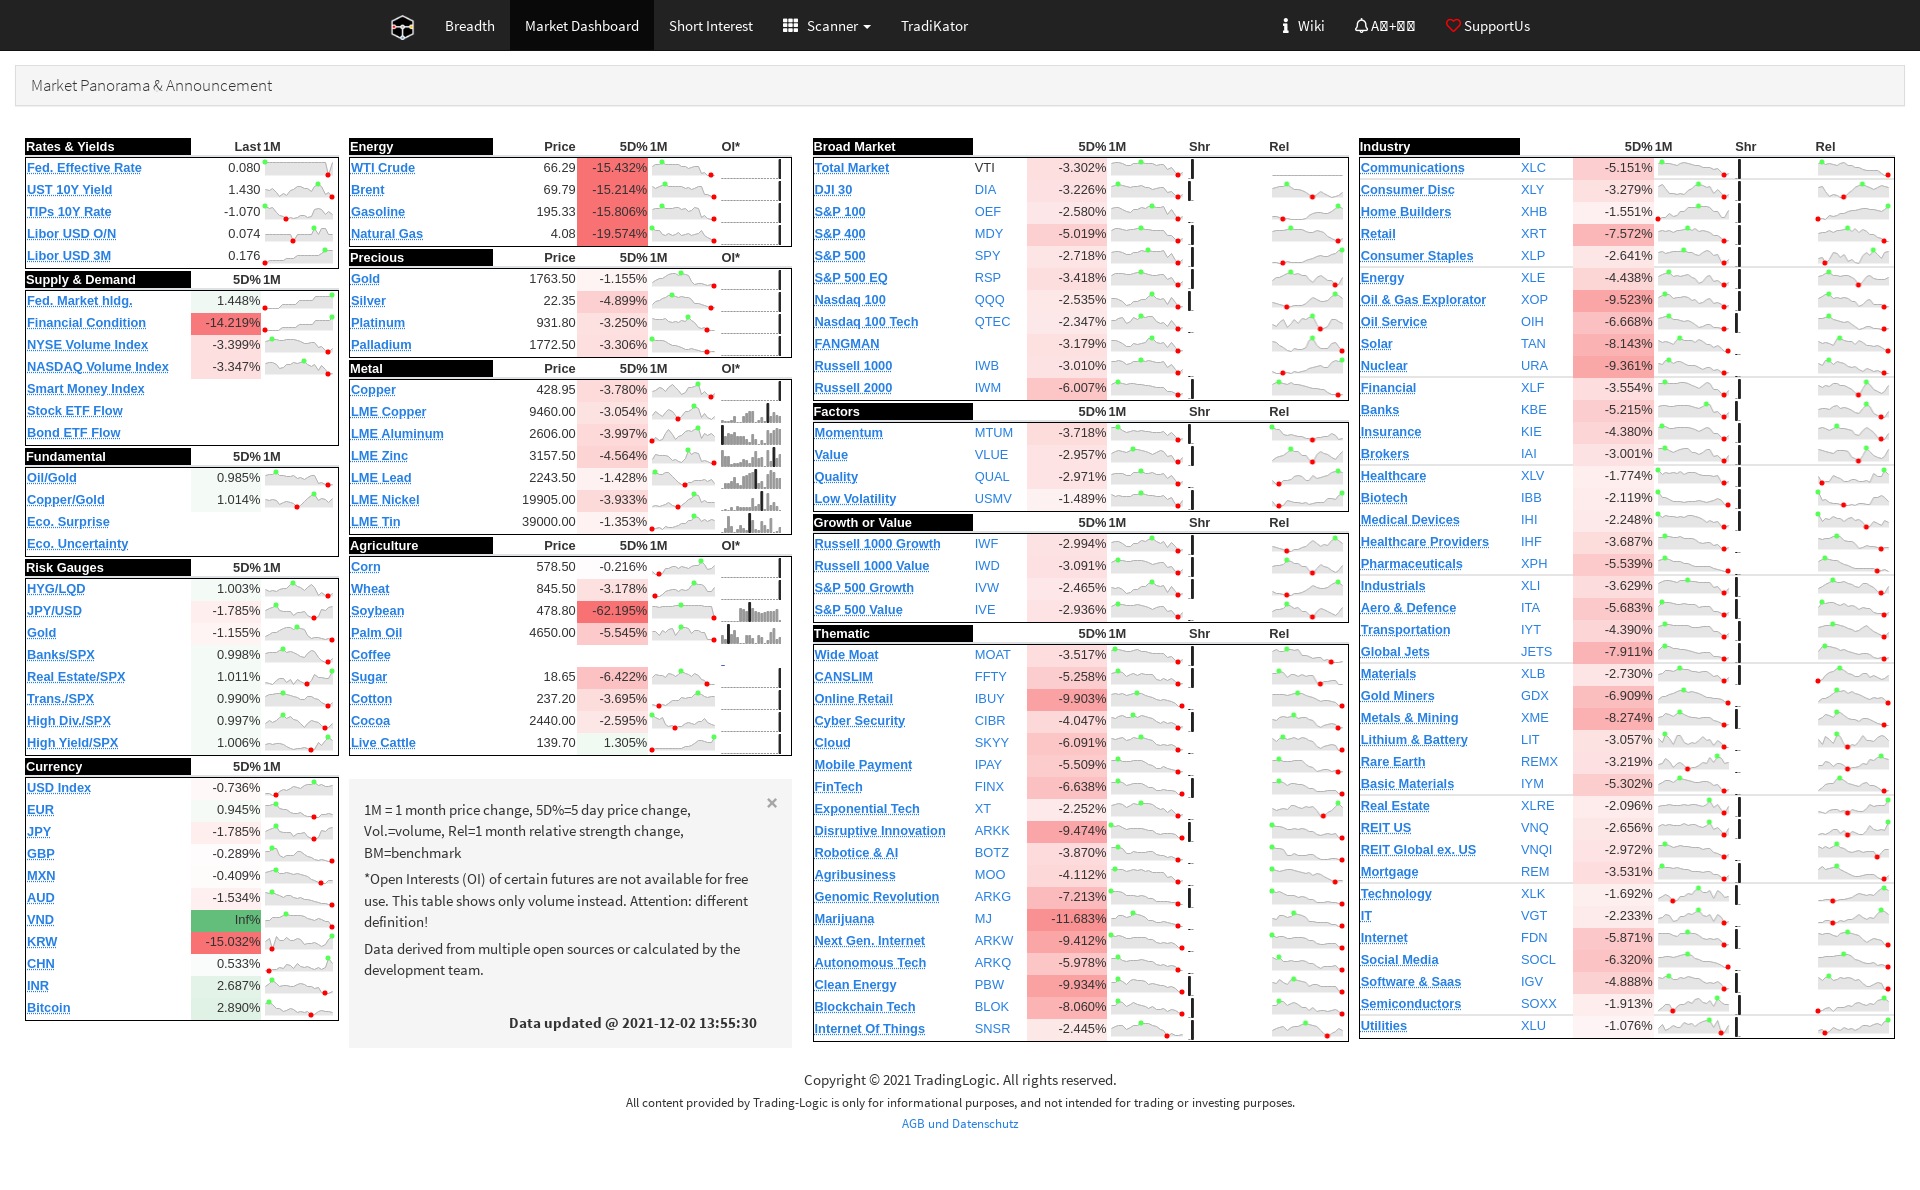 Breadth
Market Dashboard
Short Interest
Scanner
TradiKator
Wiki
SupportUs
Market Panorama & Announcement
Rates & Yields Last 1M
Fed. Effective Rate 0.080
UST 10Y Yield 1.430
TIPs 10Y Rate -1.070
Libor USD O/N 0.074
Libor USD 3M 0.176
Supply & Demand 5D% 1M
Fed. Market hldg. 1.448%
Financial Condition -14.219%
NYSE Volume Index -3.399%
NASDAQ Volume Index -3.347%
Smart Money Index
Stock ETF Flow
Bond ETF Flow
Fundamental 5D% 1M
Oil/Gold 0.985%
Copper/Gold 1.014%
Eco. Surprise
Eco. Uncertainty
Risk Gauges 5D% 1M
HYG/LQD 1.003%
JPY/USD -1.785%
Gold -1.155%
Banks/SPX 0.998%
Real Estate/SPX 1.011%
Trans./SPX 0.990%
High Div./SPX 0.997%
High Yield/SPX 1.006%
Currency 5D% 1M
USD Index -0.736%
EUR 0.945%
JPY -1.785%
GBP -0.289%
MXN -0.409%
AUD -1.534%
VND Inf%
KRW -15.032%
CHN 0.533%
INR 2.687%
Bitcoin 2.890%
Energy Price 5D% 1M OI*
WTI Crude 66.29 -15.432%
Brent 69.79 -15.214%
Gasoline 195.33 -15.806%
Natural Gas 4.08 -19.574%
Precious Price 5D% 1M OI*
Gold 1763.50 -1.155%
Silver 22.35 -4.899%
Platinum 931.80 -3.250%
Palladium 1772.50 -3.306%
Metal Price 5D% 1M OI*
Copper 428.95 -3.780%
LME Copper 9460.00 -3.054%
LME Aluminum 2606.00 -3.997%
LME Zinc 3157.50 -4.564%
LME Lead 2243.50 -1.428%
LME Nickel 19905.00 -3.933%
LME Tin 39000.00 -1.353%
Agriculture Price 5D% 1M OI*
Corn 578.50 -0.216%
Wheat 845.50 -3.178%
Soybean 478.80 -62.195%
Palm Oil 4650.00 -5.545%
Coffee
Sugar 18.65 -6.422%
Cotton 237.20 -3.695%
Cocoa 2440.00 -2.595%
Live Cattle 139.70 1.305%
×
1M = 1 month price change, 5D%=5 day price change,
Vol.=volume, Rel=1 month relative strength change,
BM=benchmark
*Open Interests (OI) of certain futures are not available for free
use. This table shows only volume instead. Attention: different
definition!
Data derived from multiple open sources or calculated by the
development team.
Data updated @ 2021-12-02 13:55:30
Broad Market 5D% 1M Shr Rel
Total Market VTI -3.302%
DJI 30 DIA -3.226%
S&P 100 OEF -2.580%
S&P 400 MDY -5.019%
S&P 500 SPY -2.718%
S&P 500 EQ RSP -3.418%
Nasdaq 100 QQQ -2.535%
Nasdaq 100 Tech QTEC -2.347%
FANGMAN -3.179%
Russell 1000 IWB -3.010%
Russell 2000 IWM -6.007%
Factors 5D% 1M Shr Rel
Momentum MTUM -3.718%
Value VLUE -2.957%
Quality QUAL -2.971%
Low Volatility USMV -1.489%
Growth or Value 5D% 1M Shr Rel
Russell 1000 Growth IWF -2.994%
Russell 1000 Value IWD -3.091%
S&P 500 Growth IVW -2.465%
S&P 500 Value IVE -2.936%
Thematic 5D% 1M Shr Rel
Wide Moat MOAT -3.517%
CANSLIM FFTY -5.258%
Online Retail IBUY -9.903%
Cyber Security CIBR -4.047%
Cloud SKYY -6.091%
Mobile Payment IPAY -5.509%
FinTech FINX -6.638%
Exponential Tech XT -2.252%
Disruptive Innovation ARKK -9.474%
Robotice & AI BOTZ -3.870%
Agribusiness MOO -4.112%
Genomic Revolution ARKG -7.213%
Marijuana MJ -11.683%
Next Gen. Internet ARKW -9.412%
Autonomous Tech ARKQ -5.978%
Clean Energy PBW -9.934%
Blockchain Tech BLOK -8.060%
Internet Of Things SNSR -2.445%
Industry 5D% 1M Shr Rel
Communications XLC -5.151%
Consumer Disc XLY -3.279%
Home Builders XHB -1.551%
Retail XRT -7.572%
Consumer Staples XLP -2.641%
Energy XLE -4.438%
Oil & Gas Explorator XOP -9.523%
Oil Service OIH -6.668%
Solar TAN -8.143%
Nuclear URA -9.361%
Financial XLF -3.554%
Banks KBE -5.215%
Insurance KIE -4.380%
Brokers IAI -3.001%
Healthcare XLV -1.774%
Biotech IBB -2.119%
Medical Devices IHI -2.248%
Healthcare Providers IHF -3.687%
Pharmaceuticals XPH -5.539%
Industrials XLI -3.629%
Aero & Defence ITA -5.683%
Transportation IYT -4.390%
Global Jets JETS -7.911%
Materials XLB -2.730%
Gold Miners GDX -6.909%
Metals & Mining XME -8.274%
Lithium & Battery LIT -3.057%
Rare Earth REMX -3.219%
Basic Materials IYM -5.302%
Real Estate XLRE -2.096%
REIT US VNQ -2.656%
REIT Global ex. US VNQI -2.972%
Mortgage REM -3.531%
Technology XLK -1.692%
IT VGT -2.233%
Internet FDN -5.871%
Social Media SOCL -6.320%
Software & Saas IGV -4.888%
Semiconductors SOXX -1.913%
Utilities XLU -1.076%
Copyright © 2021 TradingLogic. All rights reserved.
All content provided by Trading-Logic is only for informational purposes, and not intended for trading or investing purposes.
AGB und Datenschutz